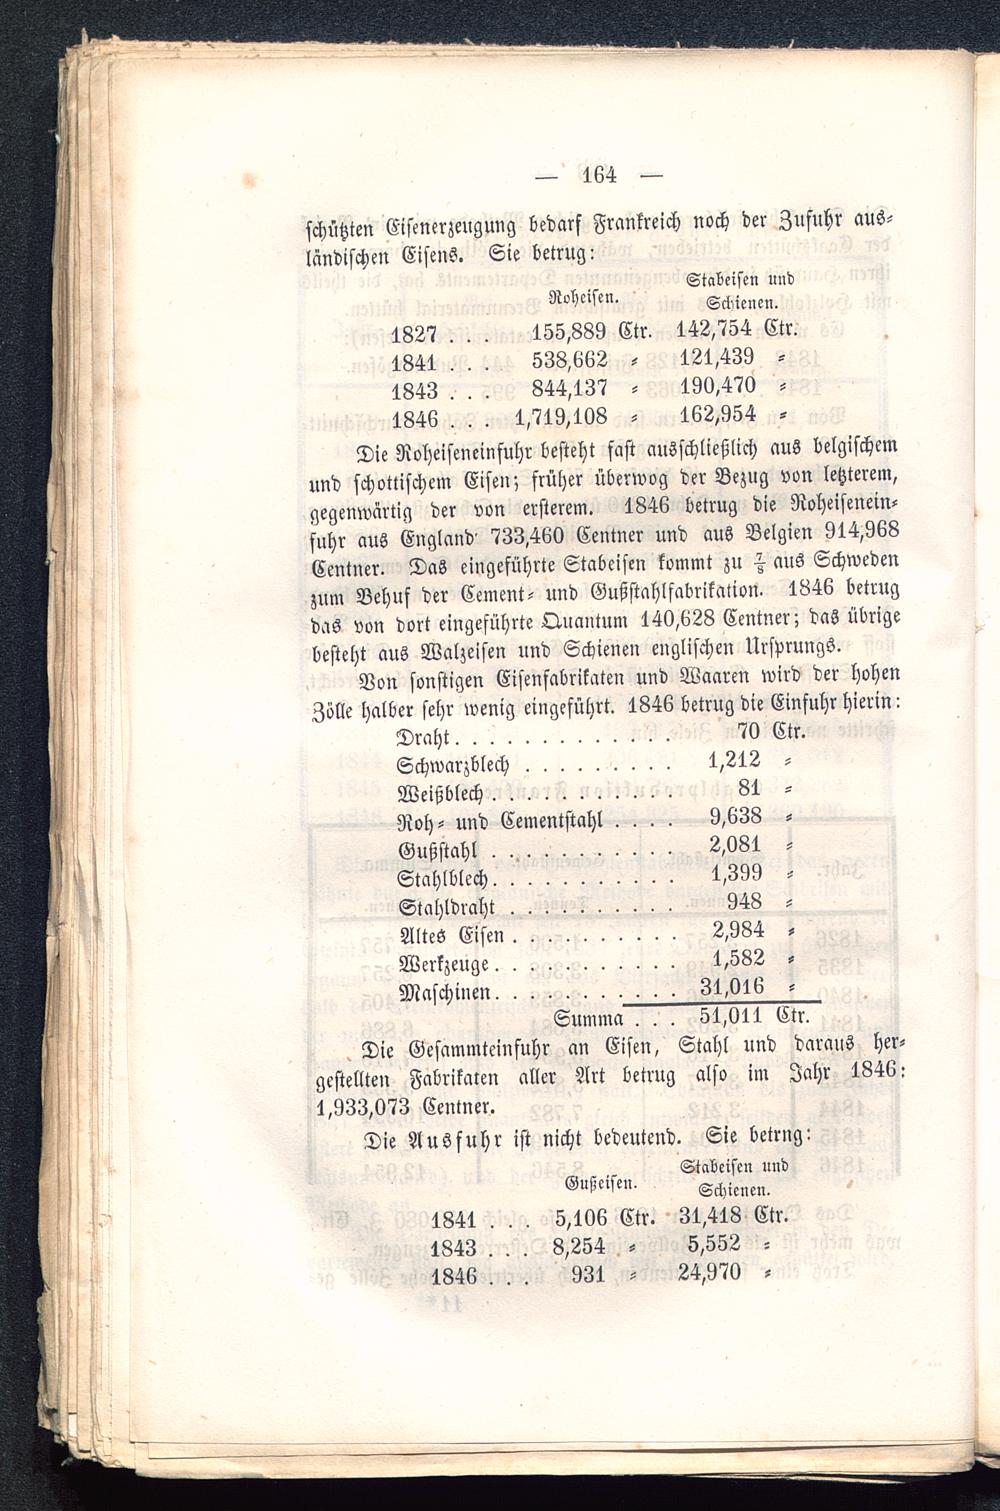 — 164 —
schützten Eisenerzeugung bedarf Frankreich noch der Zufuhr aus-
ländischen Eisens. Sie betrug:
Roheisen. Stabeisen und
Schienen.
1827 . . . 155,889 Ctr. 142,754 Ctr.
1841 . . . 538,662 " 121,439 "
1843 . . . 844,137 " 190,470 "
1846 . . . 1,719,108 " 162,954 "
Die Roheiseneinfuhr besteht fast ausschließlich aus belgischem
und schottischem Eisen; früher überwog der Bezug von letzterem,
gegenwärtig der von ersterem. 1846 betrug die Roheisenein-
fuhr aus England 733,460 Centner und aus Belgien 914,968
Centner. Das eingeführte Stabeisen kommt zu 7/8 aus Schweden
zum Behuf der Cement- und Gußstahlfabrikation. 1846 betrug
das von dort eingeführte Quantum 140,628 Centner; das übrige
besteht aus Walzeisen und Schienen englischen Ursprungs.
Von sonstigen Eisenfabrikaten und Waaren wird der hohen
Zölle halber sehr wenig eingeführt. 1846 betrug die Einfuhr hierin:
Draht . . . . . . . . . . . . . 70 Ctr.
Schwarzblech . . . . . . . . . . 1,212 "
Weißblech . . . . . . . . . . . 81 "
Roh- und Cementstahl . . . . 9,638 "
Gußstahl . . . . . . . . . . . . 2,081 "
Stahlblech . . . . . . . . . . . 1,399 "
Stahldraht . . . . . . . . . . . 948 "
Altes Eisen . . . . . . . . . . 2,984 "
Werkzeuge . . . . . . . . . . . 1,582 "
Maschinen . . . . . . . . . . . 31,016 "
Summa . . . 51,011 Ctr.
Die Gesammteinfuhr an Eisen, Stahl und daraus her-
gestellten Fabrikaten aller Art betrug also im Jahr 1846:
1,933,073 Centner.
Die Ausfuhr ist nicht bedeutend. Sie betrng:
Gußeisen. Stabeisen und
Schienen.
1841 . . . 5,106 Ctr. 31,418 Ctr.
1843 . . . 8,254 " 5,552 "
1846 . . . 931 " 24,970 "